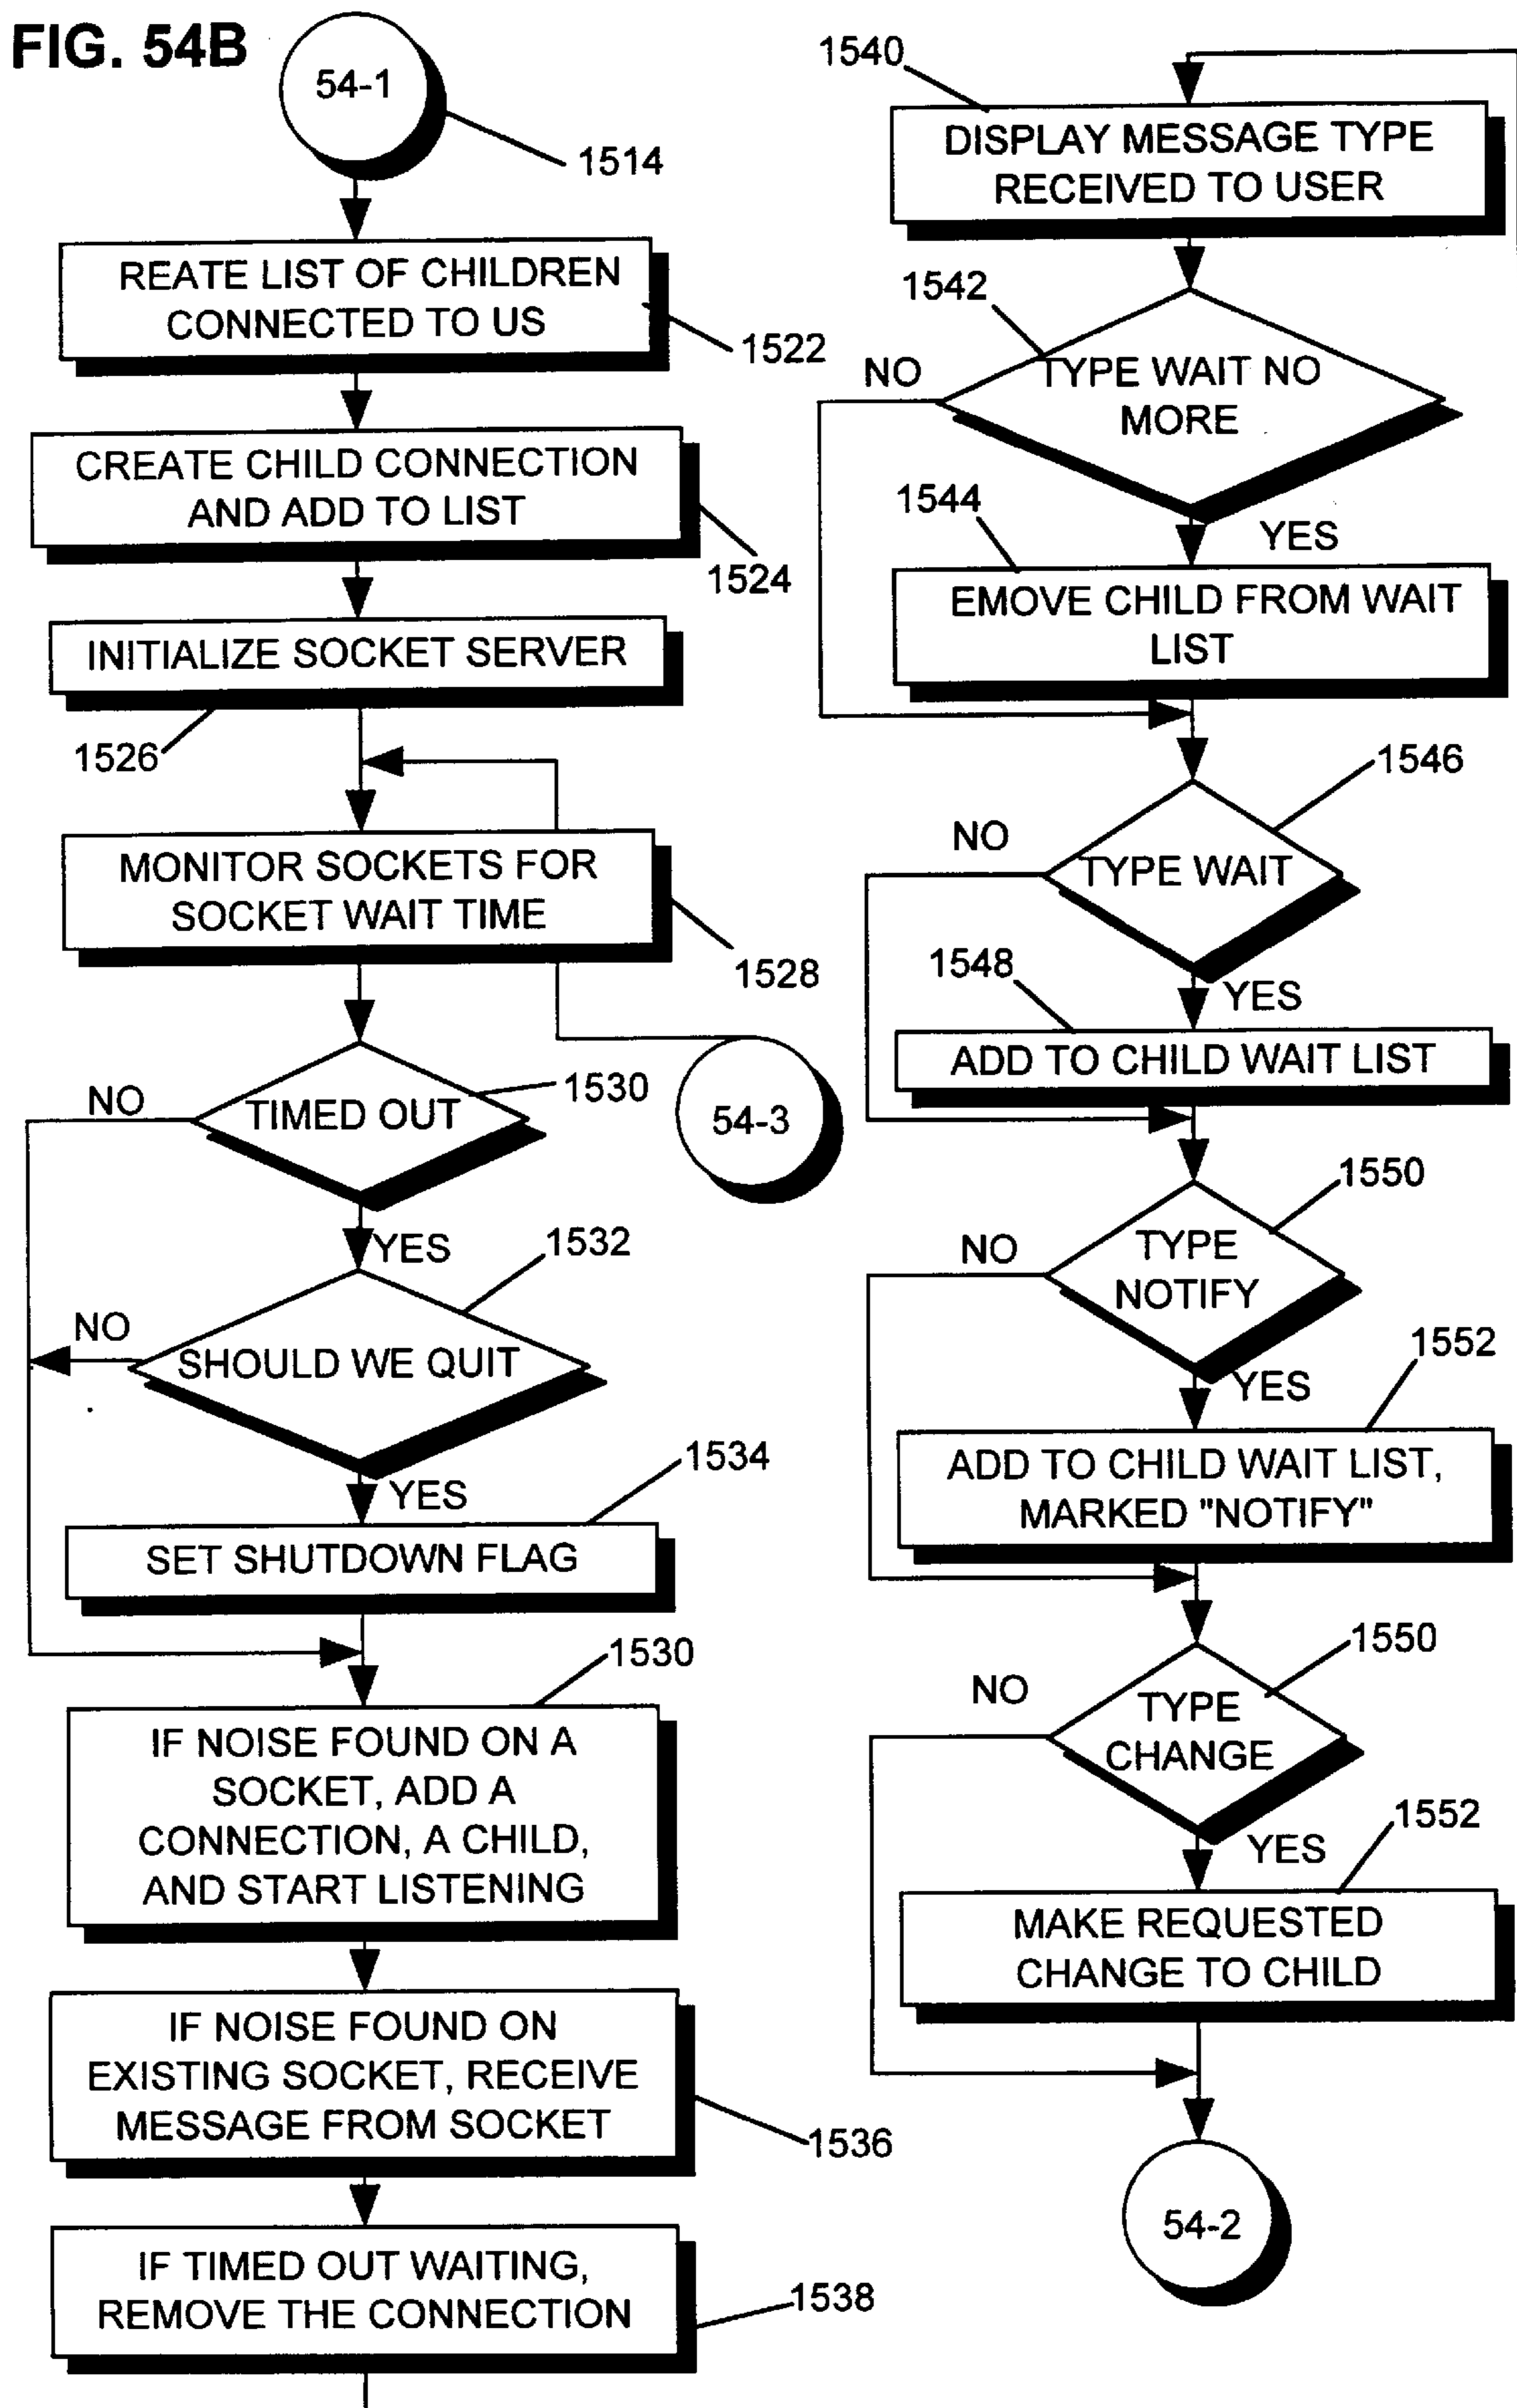 FIG. 54B
54-1
1514
REATE LIST OF CHILDREN
CONNECTED TO US
1522
CREATE CHILD CONNECTION
AND ADD TO LIST
1524
INITIALIZE SOCKET SERVER
1526
MONITOR SOCKETS FOR
SOCKET WAIT TIME
1528
NO
TIMED OUT
1530
54-3
YES
1532
NO
SHOULD WE QUIT
YES
1534
SET SHUTDOWN FLAG
1530
IF NOISE FOUND ON A
SOCKET, ADD A
CONNECTION, A CHILD,
AND START LISTENING
IF NOISE FOUND ON
EXISTING SOCKET, RECEIVE
MESSAGE FROM SOCKET
1536
IF TIMED OUT WAITING,
REMOVE THE CONNECTION
1538
1540
DISPLAY MESSAGE TYPE
RECEIVED TO USER
1542
NO
TYPE WAIT NO
MORE
1544
YES
EMOVE CHILD FROM WAIT
LIST
1546
NO
TYPE WAIT
1548
YES
ADD TO CHILD WAIT LIST
1550
NO
TYPE
NOTIFY
1552
YES
ADD TO CHILD WAIT LIST,
MARKED "NOTIFY"
1550
NO
TYPE
CHANGE
1552
YES
MAKE REQUESTED
CHANGE TO CHILD
54-2